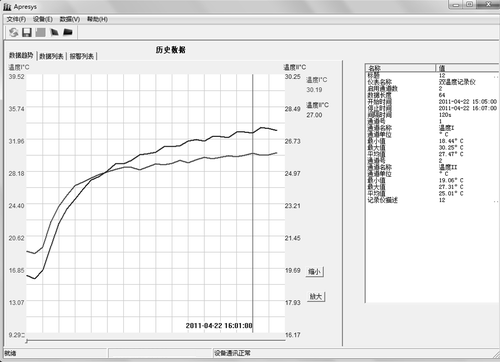 Apresys
文件(F) 设备(E) 数据(V) 帮助(H)
历史数据
数据趋势 数据列表 报警列表
温度I°C 温度II°C
39.52 30.25
35.74 28.49
31.96 26.73
28.18 24.97
24.40 23.21
20.62 21.45
16.85 19.69
13.07 17.93
9.29 16.17
温度I°C
30.19
温度II°C
27.00
缩小
放大
2011-04-22 16:01:00
名称 值
标题 12
仪表名称 双温度记录仪
启用通道数 2
数据长度 64
开始时间 2011-04-22 15:05:00
停止时间 2011-04-22 16:07:00
间隔时间 120s
通道号 1
通道名称 温度I
通道单位 °C
最小值 18.44°C
最大值 30.25°C
平均值 27.47°C
通道号 2
通道名称 温度II
通道单位 °C
最小值 19.06°C
最大值 27.31°C
平均值 25.01°C
记录仪描述 12
就绪 设备通讯正常